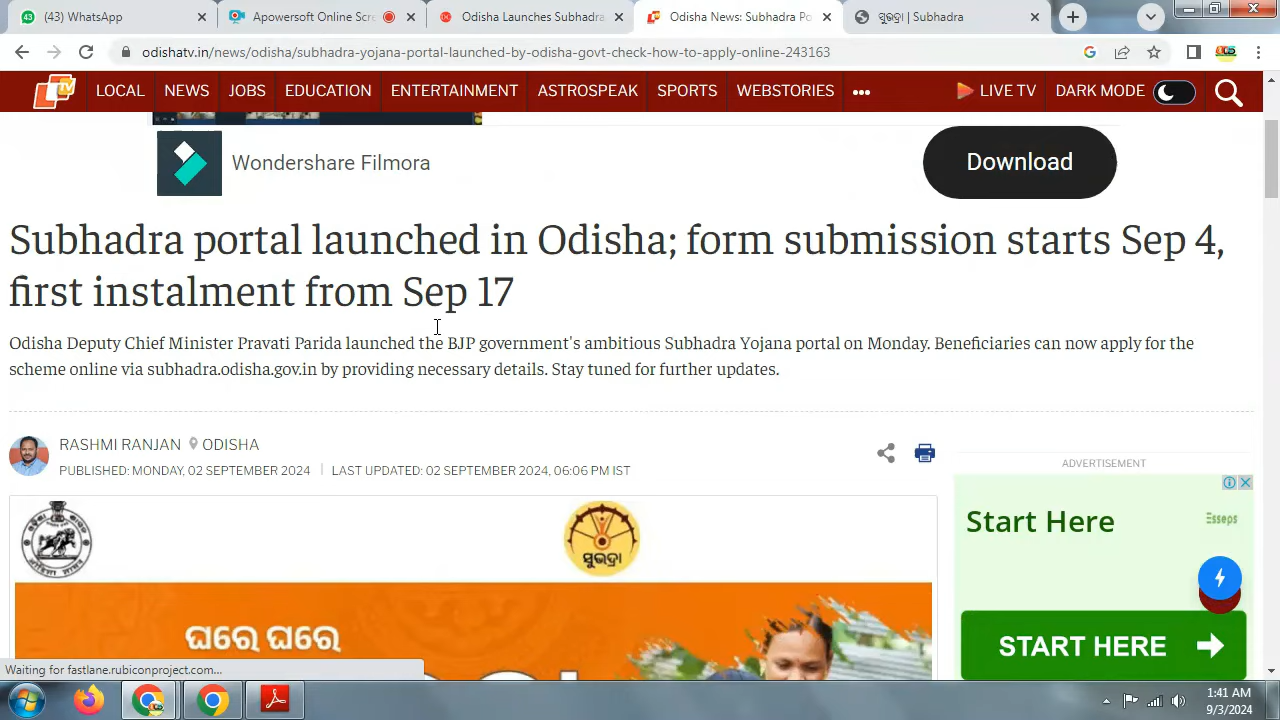 (43) WhatsApp
Apowersoft Online Scre
Odisha Launched Subhadra
Odisha News: Subhadra Po
ସୁଭଦ୍ରା | Subhadra
odishatv.in/news/odisha/subhadra-yojana-portal-launched-by-odisha-govt-check-how-to-apply-online-243163
LOCAL NEWS JOBS EDUCATION ENTERTAINMENT ASTROSPEAK SPORTS WEBSTORIES ••• LIVE TV DARK MODE
Wondershare Filmora
Download
Subhadra portal launched in Odisha; form submission starts Sep 4,
first instalment from Sep 17
Odisha Deputy Chief Minister Pravati Parida launched the BJP government's ambitious Subhadra Yojana portal on Monday. Beneficiaries can now apply for the
scheme online via subhadra.odisha.gov.in by providing necessary details. Stay tuned for further updates.
RASHMI RANJAN ODISHA
PUBLISHED: MONDAY, 02 SEPTEMBER 2024 | LAST UPDATED: 02 SEPTEMBER 2024, 06:06 PM IST
ADVERTISEMENT
Start Here
Esseps
ସୁଭଦ୍ରା
ଘରେ ଘରେ
START HERE
Waiting for fastlane.rubiconproject.com...
1:41 AM
9/3/2024